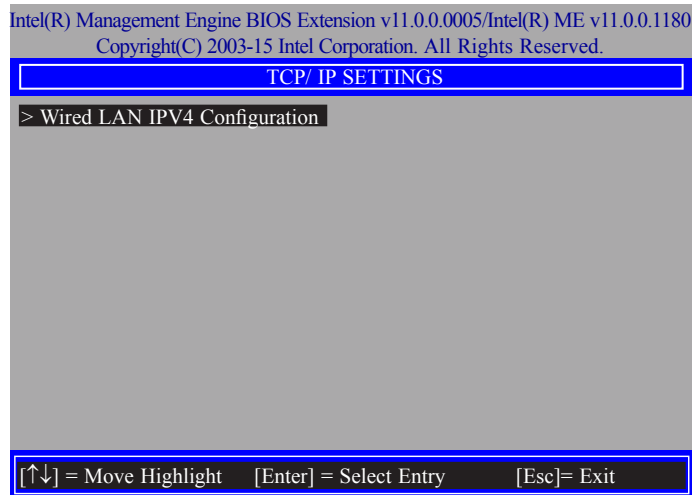 Intel(R) Management Engine BIOS Extension v11.0.0.0005/Intel(R) ME v11.0.0.1180
Copyright(C) 2003-15 Intel Corporation. All Rights Reserved.
TCP/ IP SETTINGS
> Wired LAN IPV4 Configuration
[↑↓] = Move Highlight [Enter] = Select Entry [Esc]= Exit